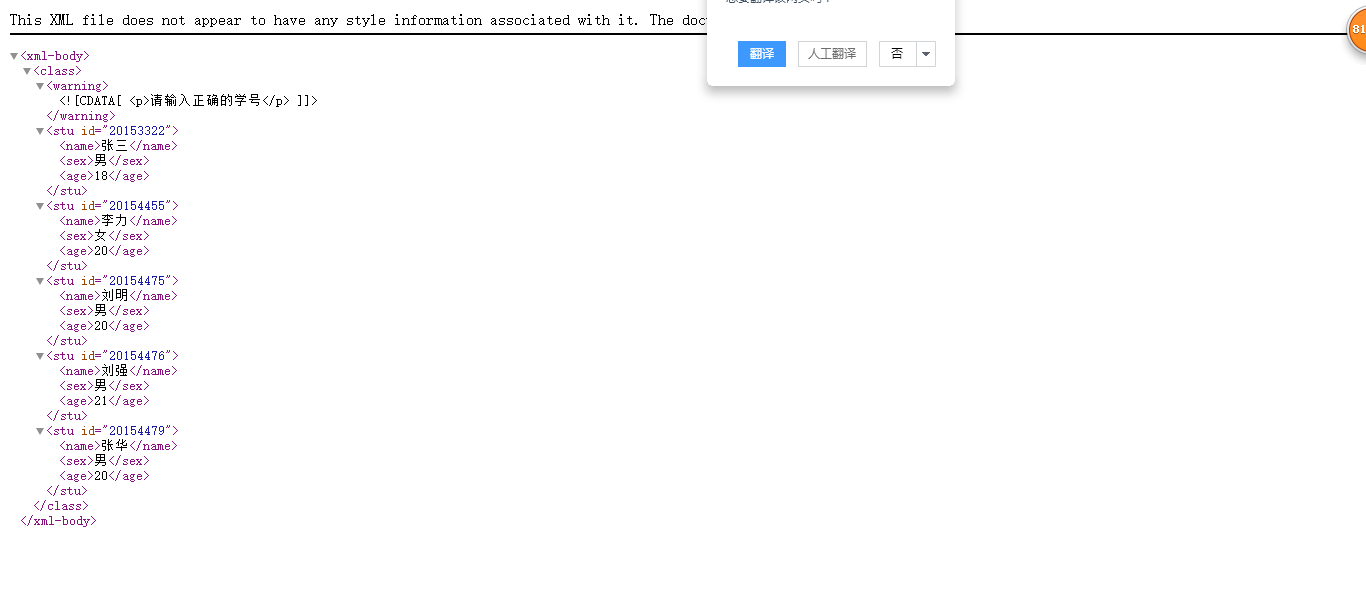 This XML file does not appear to have any style information associated with it. The
翻译 人工翻译 否
81
<xml-body>
<class>
<warning>
<![CDATA[ <p>请输入正确的学号</p> ]]>
</warning>
<stu id="20153322">
<name>张三</name>
<sex>男</sex>
<age>18</age>
</stu>
<stu id="20154455">
<name>李力</name>
<sex>女</sex>
<age>20</age>
</stu>
<stu id="20154475">
<name>刘明</name>
<sex>男</sex>
<age>20</age>
</stu>
<stu id="20154476">
<name>刘强</name>
<sex>男</sex>
<age>21</age>
</stu>
<stu id="20154479">
<name>张华</name>
<sex>男</sex>
<age>20</age>
</stu>
</class>
</xml-body>